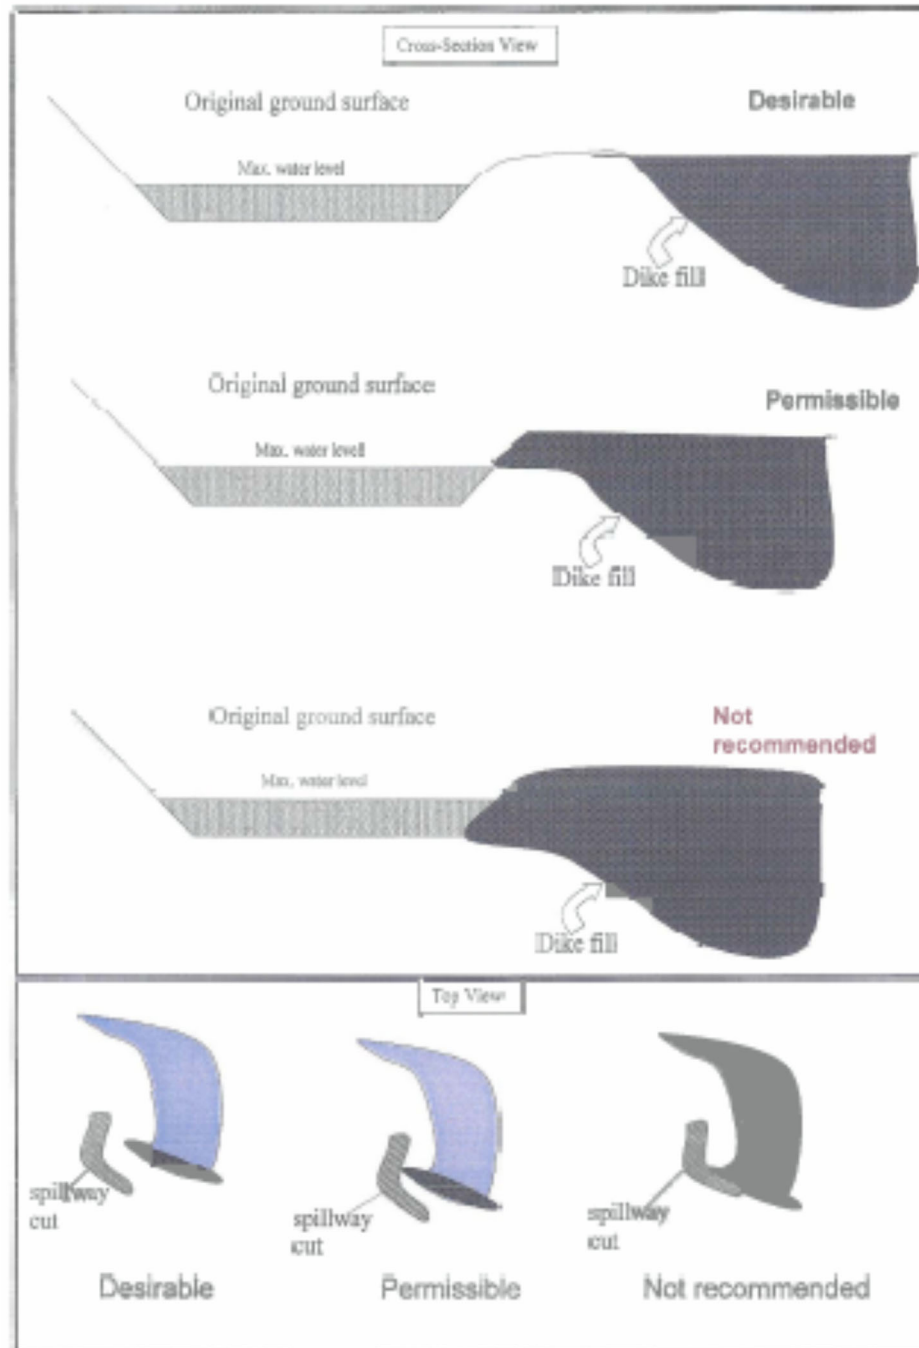 Cross-Section View
Original ground surface
Desirable
Max. water level
Dike fill
Original ground surface
Permissible
Max. water level
Dike fill
Original ground surface
Not
recommended
Max. water level
Dike fill
Top View
spillway
cut
spillway
cut
spillway
cut
Desirable
Permissible
Not recommended